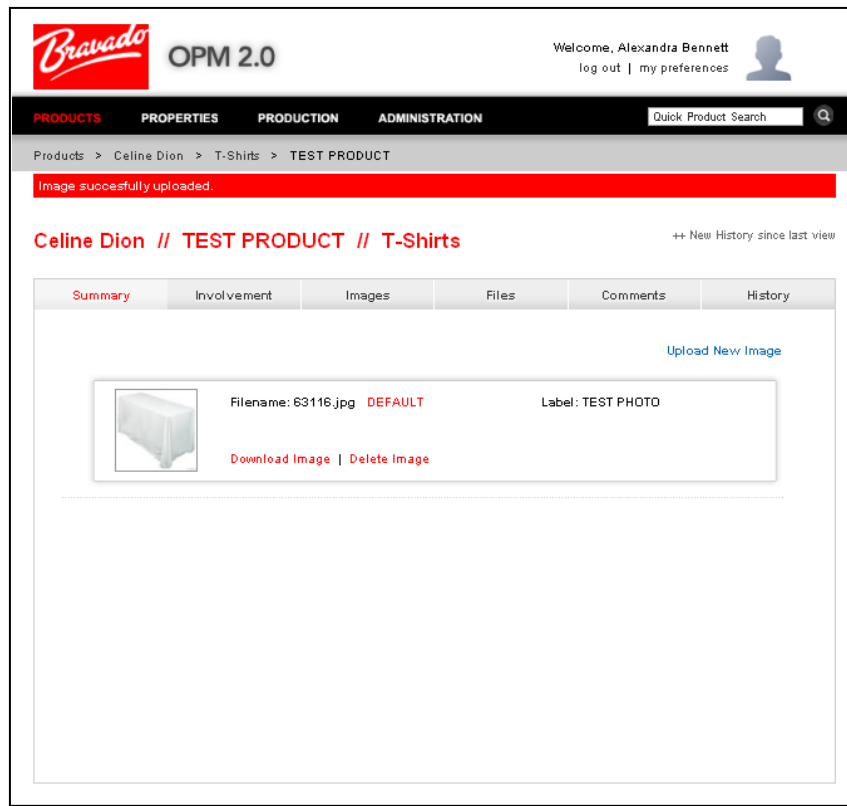 Bravado
OPM 2.0
Welcome, Alexandra Bennett
log out | my preferences
PRODUCTS PROPERTIES PRODUCTION ADMINISTRATION Quick Product Search
Products > Celine Dion > T-Shirts > TEST PRODUCT
Image succesfully uploaded.
Celine Dion // TEST PRODUCT // T-Shirts
++ New History since last view
Summary Involvement Images Files Comments History
Upload New Image
Filename: 63116.jpg DEFAULT Label: TEST PHOTO
Download Image | Delete Image